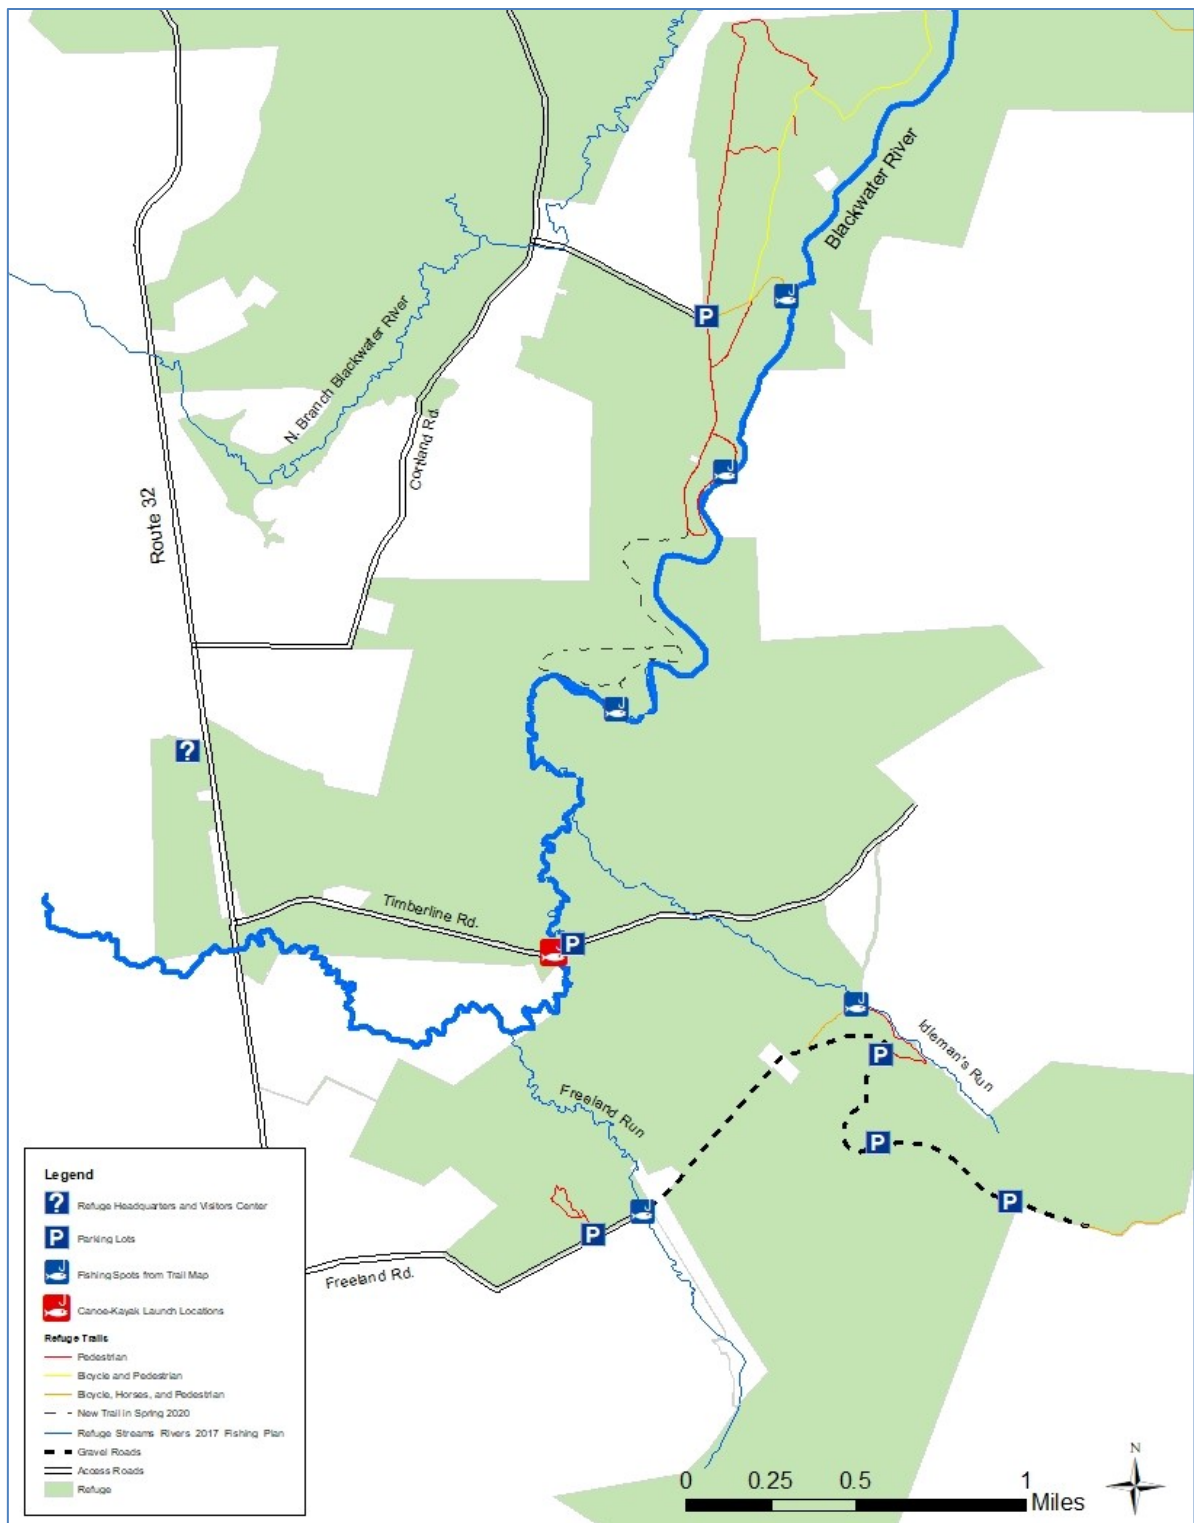 Blackwater River
N. Branch Blackwater River
Cortland Rd.
Route 32
?
P
Timberline Rd.
P
Idleman's Run
P
Freeland Run
P
P
P
Freeland Rd.
Legend
? Refuge Headquarters and Visitors Center
P Parking Lots
Fishing Spots from Trail Map
Canoe-Kayak Launch Locations
Refuge Trails
Pedestrian
Bicycle and Pedestrian
Bicycle, Horses, and Pedestrian
New Trail in Spring 2020
Refuge Streams Rivers 2017 Fishing Plan
Gravel Roads
Access Roads
Refuge
N
0 0.25 0.5 1
Miles